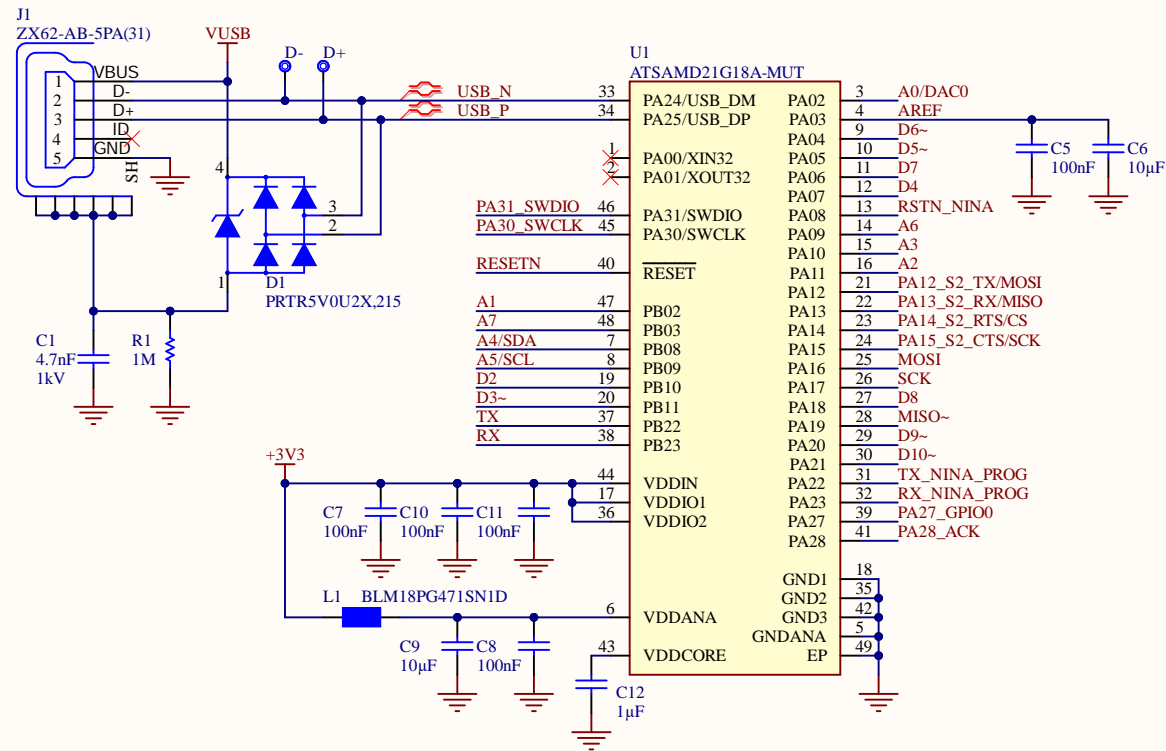 J1
ZX62-AB-5PA(31)
VBUS
D-
D+
ID
GND
SH
1
2
3
4
5
VUSB
D-
D+
USB_N
USB_P
4
3
2
1
D1
PRTR5V0U2X,215
C1
4.7nF
1kV
R1
1M
U1
ATSAMD21G18A-MUT
33 PA24/USB_DM
34 PA25/USB_DP
1 PA00/XIN32
2 PA01/XOUT32
PA31_SWDIO 46 PA31/SWDIO
PA30_SWCLK 45 PA30/SWCLK
RESETN 40 RESET
A1 47 PB02
A7 48 PB03
A4/SDA 7 PB08
A5/SCL 8 PB09
D2 19 PB10
D3~ 20 PB11
TX 37 PB22
RX 38 PB23
+3V3
44 VDDIN
17 VDDIO1
36 VDDIO2
C7
100nF
C10
100nF
C11
100nF
L1 BLM18PG471SN1D
6 VDDANA
43 VDDCORE
C9
10µF
C8
100nF
C12
1µF
PA02 3 A0/DAC0
PA03 4 AREF
PA04 9 D6~
PA05 10 D5~
PA06 11 D7
PA07 12 D4
PA08 13 RSTN_NINA
PA09 14 A6
PA10 15 A3
PA11 16 A2
PA12 21 PA12_S2_TX/MOSI
PA13 22 PA13_S2_RX/MISO
PA14 23 PA14_S2_RTS/CS
PA15 24 PA15_S2_CTS/SCK
PA16 25 MOSI
PA17 26 SCK
PA18 27 D8
PA19 28 MISO~
PA20 29 D9~
PA21 30 D10~
PA22 31 TX_NINA_PROG
PA23 32 RX_NINA_PROG
PA27 39 PA27_GPIO0
PA28 41 PA28_ACK
GND1 18
GND2 35
GND3 42
GNDANA 5
EP 49
C5
100nF
C6
10µF